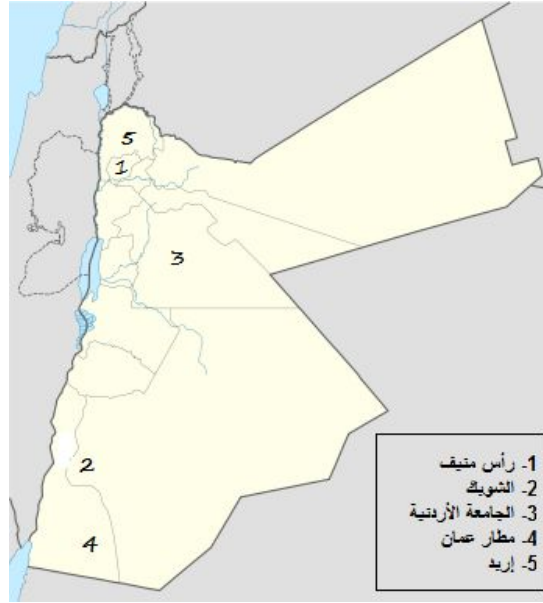 5
1
3
2
4
1- رأس منيف
2- الشوبك
3- الجامعة الأردنية
4- مطار عمان
5- إربد